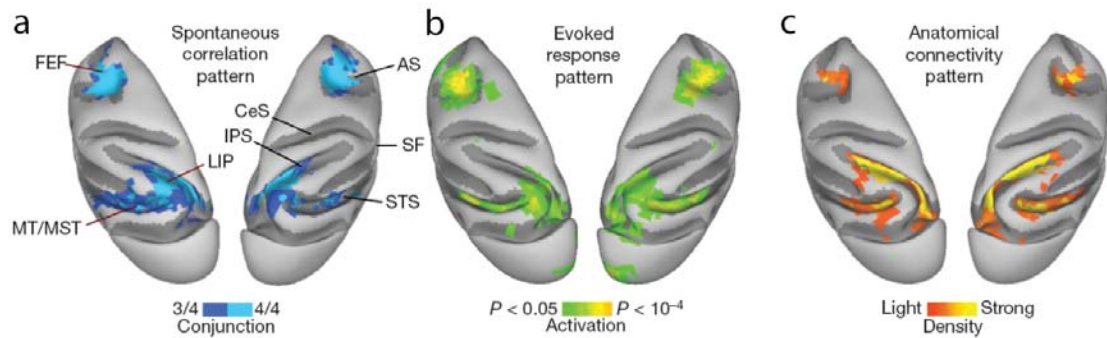 a
Spontaneous
correlation
pattern
FEF
AS
CeS
IPS
SF
LIP
STS
MT/MST
3/4 4/4
Conjunction
b
Evoked
response
pattern
P < 0.05 P < 10⁻⁴
Activation
c
Anatomical
connectivity
pattern
Light Strong
Density